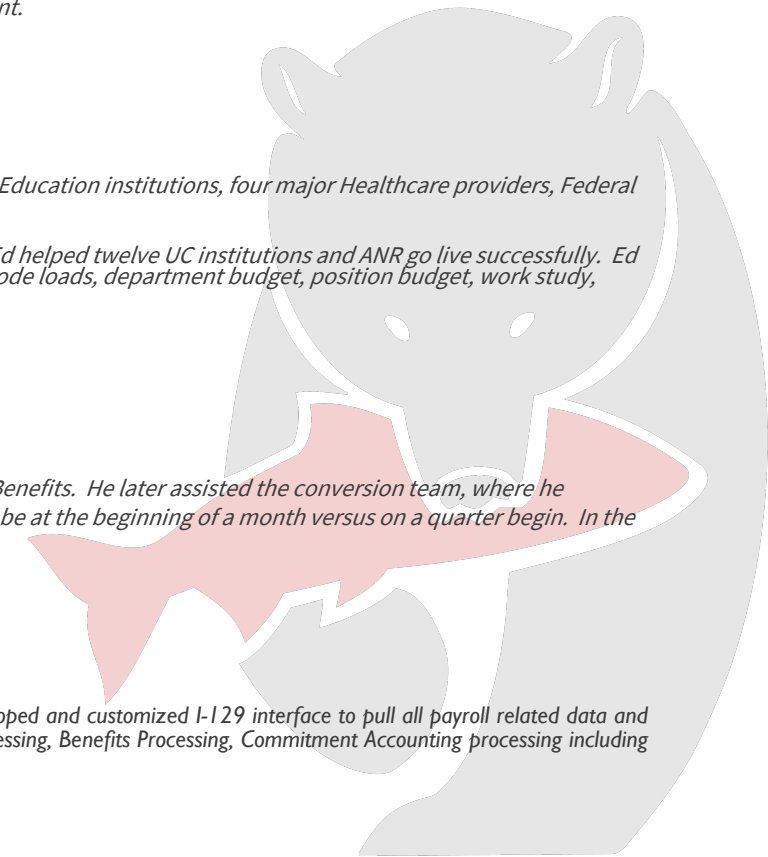 nt.
Education institutions, four major Healthcare providers, Federal
Ed helped twelve UC institutions and ANR go live successfully. Ed
ode loads, department budget, position budget, work study,
Benefits. He later assisted the conversion team, where he
be at the beginning of a month versus on a quarter begin. In the
oped and customized I-129 interface to pull all payroll related data and
essing, Benefits Processing, Commitment Accounting processing including